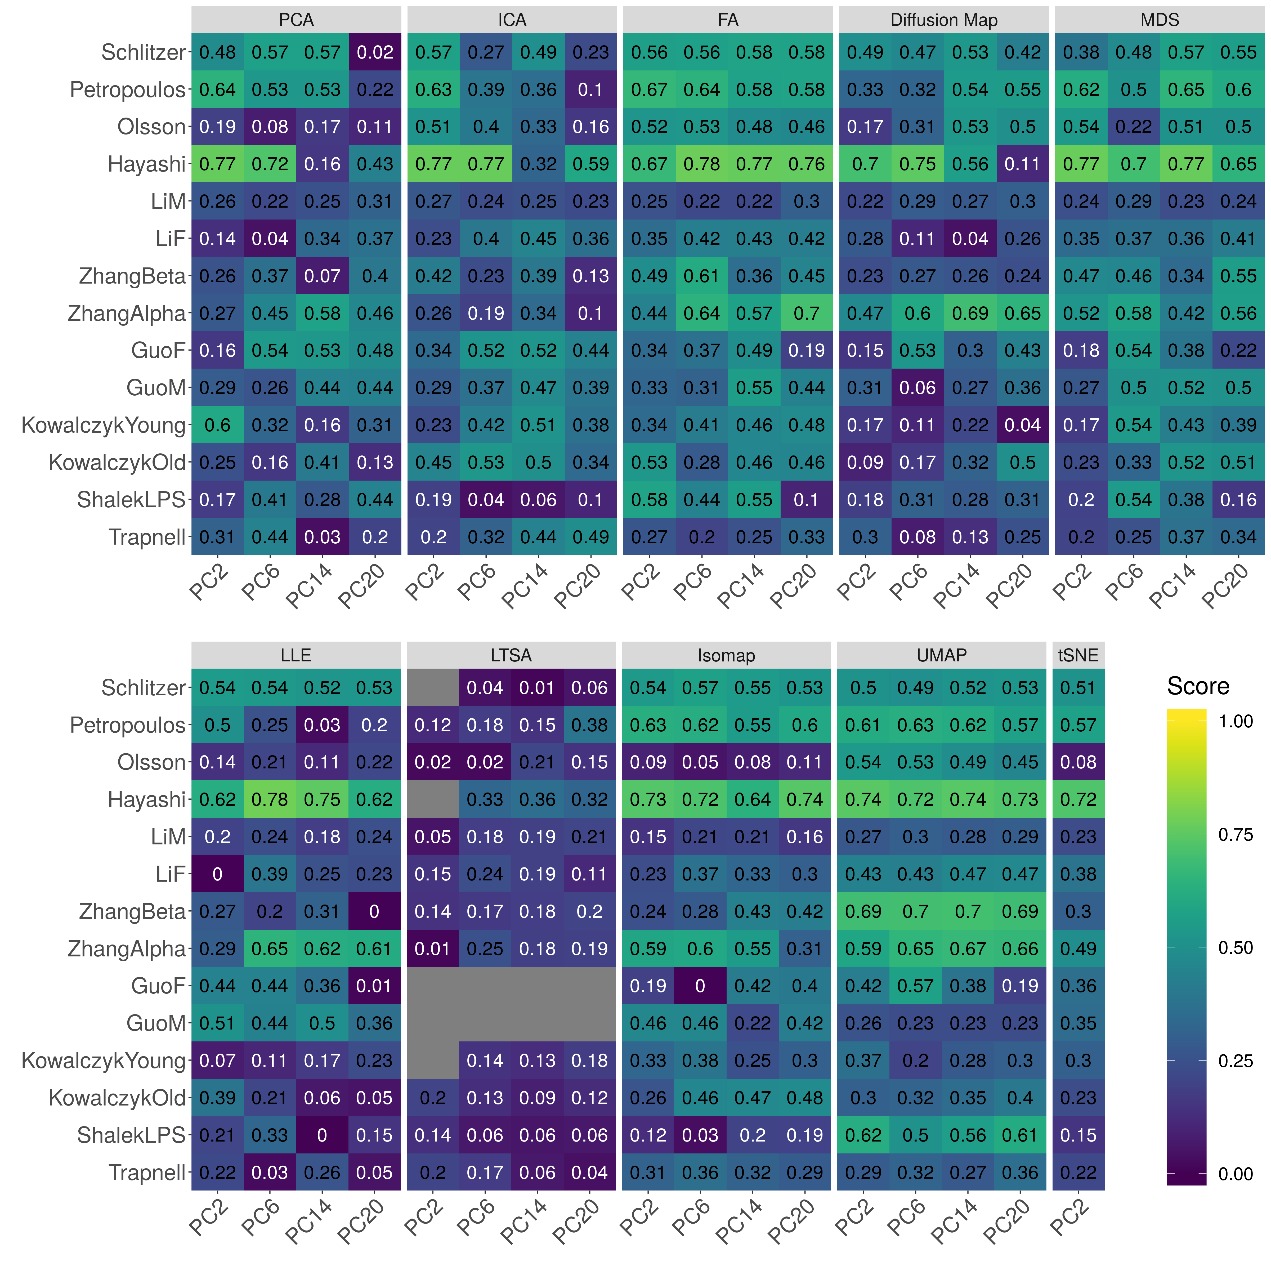 PCA ICA FA Diffusion Map MDS
Schlitzer 0.48 0.57 0.57 0.02 0.57 0.27 0.49 0.23 0.56 0.56 0.58 0.58 0.49 0.47 0.53 0.42 0.38 0.48 0.57 0.55
Petropoulos 0.64 0.53 0.53 0.22 0.63 0.39 0.36 0.1 0.67 0.64 0.58 0.58 0.33 0.32 0.54 0.55 0.62 0.5 0.65 0.6
Olsson 0.19 0.08 0.17 0.11 0.51 0.4 0.33 0.16 0.52 0.53 0.48 0.46 0.17 0.31 0.53 0.5 0.54 0.22 0.51 0.5
Hayashi 0.77 0.72 0.16 0.43 0.77 0.77 0.32 0.59 0.67 0.78 0.77 0.76 0.7 0.75 0.56 0.11 0.77 0.7 0.77 0.65
LiM 0.26 0.22 0.25 0.31 0.27 0.24 0.25 0.23 0.25 0.22 0.22 0.3 0.22 0.29 0.27 0.3 0.24 0.29 0.23 0.24
LiF 0.14 0.04 0.34 0.37 0.23 0.4 0.45 0.36 0.35 0.42 0.43 0.42 0.28 0.11 0.04 0.26 0.35 0.37 0.36 0.41
ZhangBeta 0.26 0.37 0.07 0.4 0.42 0.23 0.39 0.13 0.49 0.61 0.36 0.45 0.23 0.27 0.26 0.24 0.47 0.46 0.34 0.55
ZhangAlpha 0.27 0.45 0.58 0.46 0.26 0.19 0.34 0.1 0.44 0.64 0.57 0.7 0.47 0.6 0.69 0.65 0.52 0.58 0.42 0.56
GuoF 0.16 0.54 0.53 0.48 0.34 0.52 0.52 0.44 0.34 0.37 0.49 0.19 0.15 0.53 0.3 0.43 0.18 0.54 0.38 0.22
GuoM 0.29 0.26 0.44 0.44 0.29 0.37 0.47 0.39 0.33 0.31 0.55 0.44 0.31 0.06 0.27 0.36 0.27 0.5 0.52 0.5
KowalczykYoung 0.6 0.32 0.16 0.31 0.23 0.42 0.51 0.38 0.34 0.41 0.46 0.48 0.17 0.11 0.22 0.04 0.17 0.54 0.43 0.39
KowalczykOld 0.25 0.16 0.41 0.13 0.45 0.53 0.5 0.34 0.53 0.28 0.46 0.46 0.09 0.17 0.32 0.5 0.23 0.33 0.52 0.51
ShalekLPS 0.17 0.41 0.28 0.44 0.19 0.04 0.06 0.1 0.58 0.44 0.55 0.1 0.18 0.31 0.28 0.31 0.2 0.54 0.38 0.16
Trapnell 0.31 0.44 0.03 0.2 0.2 0.32 0.44 0.49 0.27 0.2 0.25 0.33 0.3 0.08 0.13 0.25 0.2 0.25 0.37 0.34
PC2 PC6 PC14 PC20 PC2 PC6 PC14 PC20 PC2 PC6 PC14 PC20 PC2 PC6 PC14 PC20 PC2 PC6 PC14 PC20
LLE LTSA Isomap UMAP tSNE
Schlitzer 0.54 0.54 0.52 0.53 0.04 0.01 0.06 0.54 0.57 0.55 0.53 0.5 0.49 0.52 0.53 0.51
Petropoulos 0.5 0.25 0.03 0.2 0.12 0.18 0.15 0.38 0.63 0.62 0.55 0.6 0.61 0.63 0.62 0.57 0.57
Olsson 0.14 0.21 0.11 0.22 0.02 0.02 0.21 0.15 0.09 0.05 0.08 0.11 0.54 0.53 0.49 0.45 0.08
Hayashi 0.62 0.78 0.75 0.62 0.33 0.36 0.32 0.73 0.72 0.64 0.74 0.74 0.72 0.74 0.73 0.72
LiM 0.2 0.24 0.18 0.24 0.05 0.18 0.19 0.21 0.15 0.21 0.21 0.16 0.27 0.3 0.28 0.29 0.23
LiF 0 0.39 0.25 0.23 0.15 0.24 0.19 0.11 0.23 0.37 0.33 0.3 0.43 0.43 0.47 0.47 0.38
ZhangBeta 0.27 0.2 0.31 0 0.14 0.17 0.18 0.2 0.24 0.28 0.43 0.42 0.69 0.7 0.7 0.69 0.3
ZhangAlpha 0.29 0.65 0.62 0.61 0.01 0.25 0.18 0.19 0.59 0.6 0.55 0.31 0.59 0.65 0.67 0.66 0.49
GuoF 0.44 0.44 0.36 0.01 0.19 0 0.42 0.4 0.42 0.57 0.38 0.19 0.36
GuoM 0.51 0.44 0.5 0.36 0.46 0.46 0.22 0.42 0.26 0.23 0.23 0.23 0.35
KowalczykYoung 0.07 0.11 0.17 0.23 0.14 0.13 0.18 0.33 0.38 0.25 0.3 0.37 0.2 0.28 0.3 0.3
KowalczykOld 0.39 0.21 0.06 0.05 0.2 0.13 0.09 0.12 0.26 0.46 0.47 0.48 0.3 0.32 0.35 0.4 0.23
ShalekLPS 0.21 0.33 0 0.15 0.14 0.06 0.06 0.06 0.12 0.03 0.2 0.19 0.62 0.5 0.56 0.61 0.15
Trapnell 0.22 0.03 0.26 0.05 0.2 0.17 0.06 0.04 0.31 0.36 0.32 0.29 0.29 0.32 0.27 0.36 0.22
PC2 PC6 PC14 PC20 PC2 PC6 PC14 PC20 PC2 PC6 PC14 PC20 PC2 PC6 PC14 PC20 PC2
Score
1.00
0.75
0.50
0.25
0.00